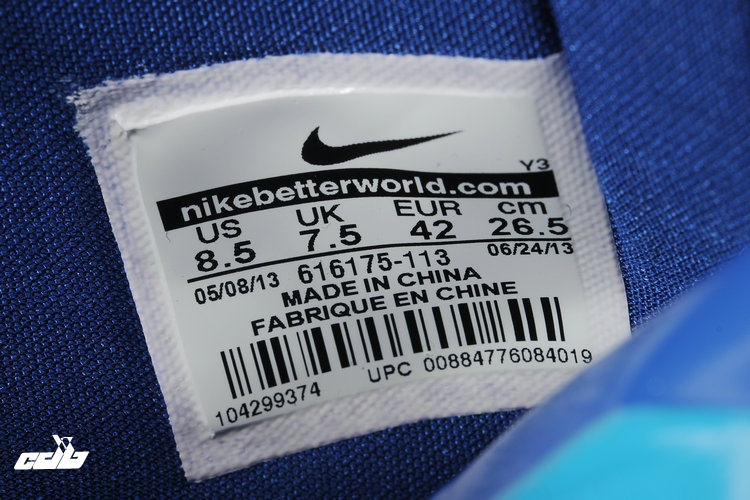 Y3
nikebetterworld.com
US UK EUR cm
8.5 7.5 42 26.5
05/08/13 616175-113 06/24/13
MADE IN CHINA
FABRIQUE EN CHINE
104299374 UPC 00884776084019
cdb